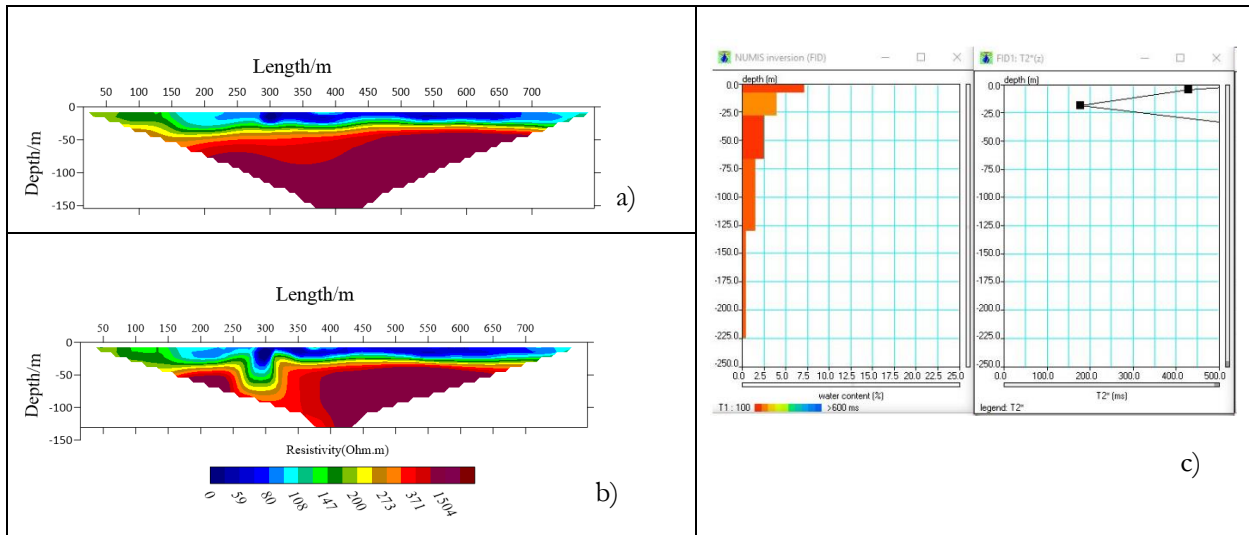 Length/m
50 100 150 200 250 300 350 400 450 500 550 600 650 700
0
-50
-100
-150
Depth/m
a)
Length/m
50 100 150 200 250 300 350 400 450 500 550 600 650 700
0
-50
-100
-150
Depth/m
Resistivity(Ohm.m)
0 59 80 108 147 200 273 371 1504
b)
NUMIS inversion (FID)
depth (m)
0.0
-25.0
-50.0
-75.0
-100.0
-125.0
-150.0
-175.0
-200.0
-225.0
-250.0
0.0 2.5 5.0 7.5 10.0 12.5 15.0 17.5 20.0 22.5 25.0
water content (%)
T1 : 100 >600 ms
FID1: T2*(z)
depth (m)
0.0
-25.0
-50.0
-75.0
-100.0
-125.0
-150.0
-175.0
-200.0
-225.0
-250.0
0.0 100.0 200.0 300.0 400.0 500.0
T2* (ms)
legend: T2*
c)